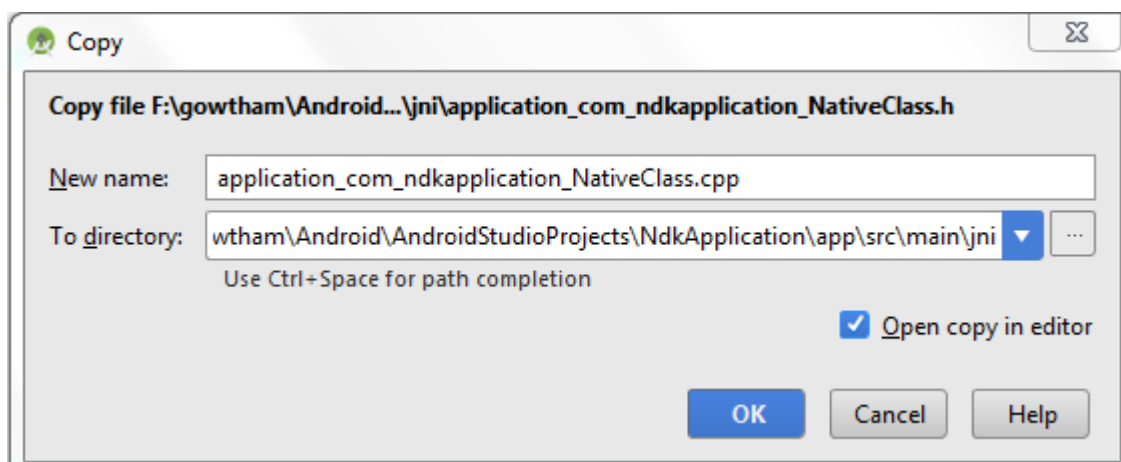 Copy
Copy file F:\gowtham\Android...\jni\application_com_ndkapplication_NativeClass.h
New name: application_com_ndkapplication_NativeClass.cpp
To directory: wtham\Android\AndroidStudioProjects\NdkApplication\app\src\main\jni ...
Use Ctrl+Space for path completion
Open copy in editor
OK Cancel Help